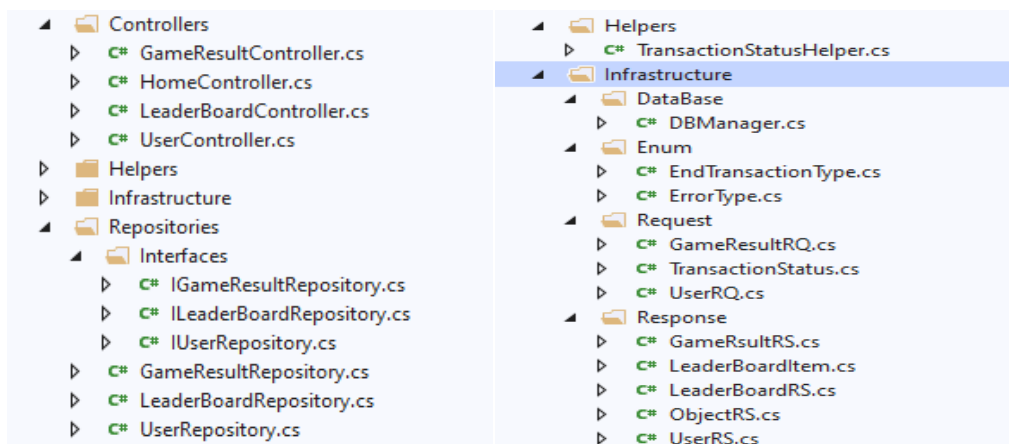 Controllers
C# GameResultController.cs
C# HomeController.cs
C# LeaderBoardController.cs
C# UserController.cs
Helpers
Infrastructure
Repositories
Interfaces
C# IGameResultRepository.cs
C# ILeaderBoardRepository.cs
C# IUserRepository.cs
C# GameResultRepository.cs
C# LeaderBoardRepository.cs
C# UserRepository.cs
Helpers
C# TransactionStatusHelper.cs
Infrastructure
DataBase
C# DBManager.cs
Enum
C# EndTransactionType.cs
C# ErrorType.cs
Request
C# GameResultRQ.cs
C# TransactionStatus.cs
C# UserRQ.cs
Response
C# GameRsultRS.cs
C# LeaderBoardItem.cs
C# LeaderBoardRS.cs
C# ObjectRS.cs
C# UserRS.cs